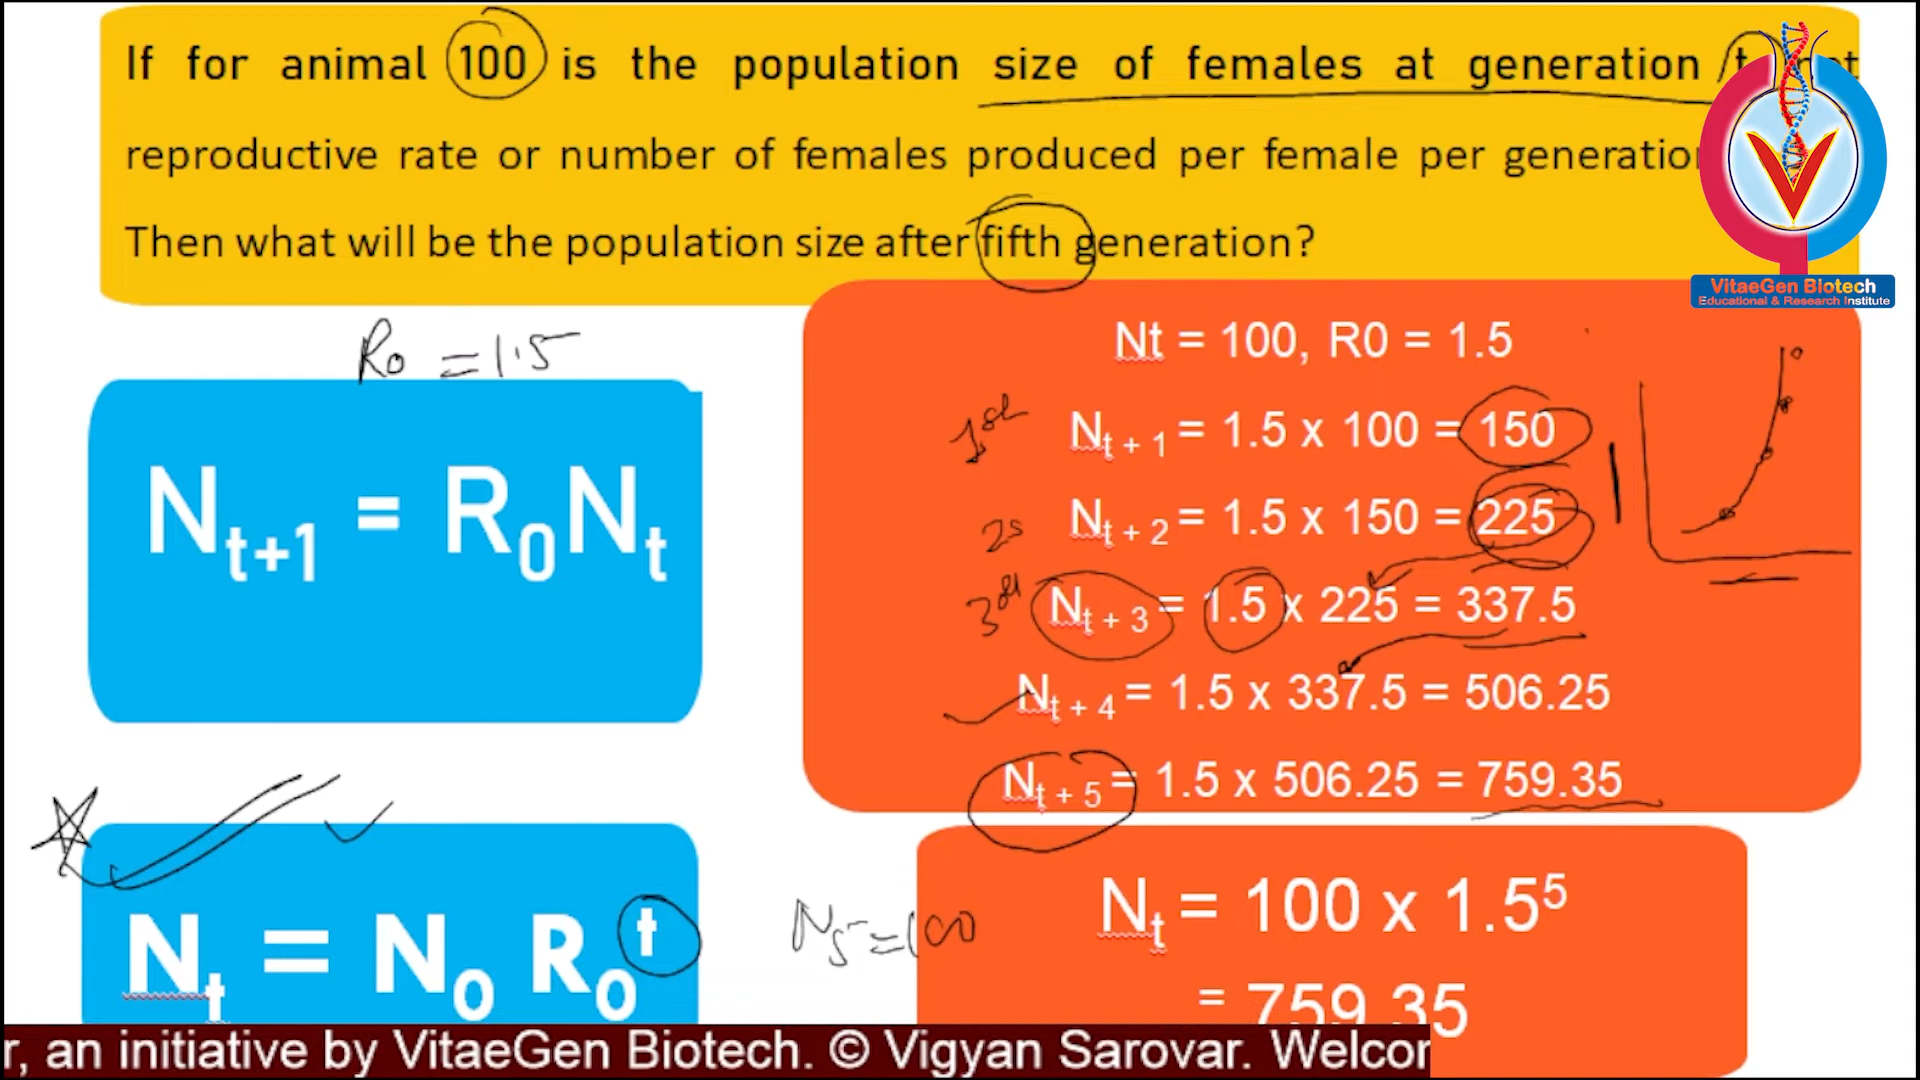 If for animal 100 is the population size of females at generation t
reproductive rate or number of females produced per female per generation
Then what will be the population size after fifth generation?
VitaeGen Biotech
Educational & Research Institute
R0 = 1.5
Nt+1 = R0Nt
Nt = 100, R0 = 1.5
1st Nt + 1 = 1.5 x 100 = 150
Nt + 2 = 1.5 x 150 = 225
Nt + 3 = 1.5 x 225 = 337.5
Nt + 4 = 1.5 x 337.5 = 506.25
Nt + 5 = 1.5 x 506.25 = 759.35
Nt = N0 R0t
N5 = 100
Nt = 100 x 1.5⁵
= 759.35
r, an initiative by VitaeGen Biotech. © Vigyan Sarovar. Welcor